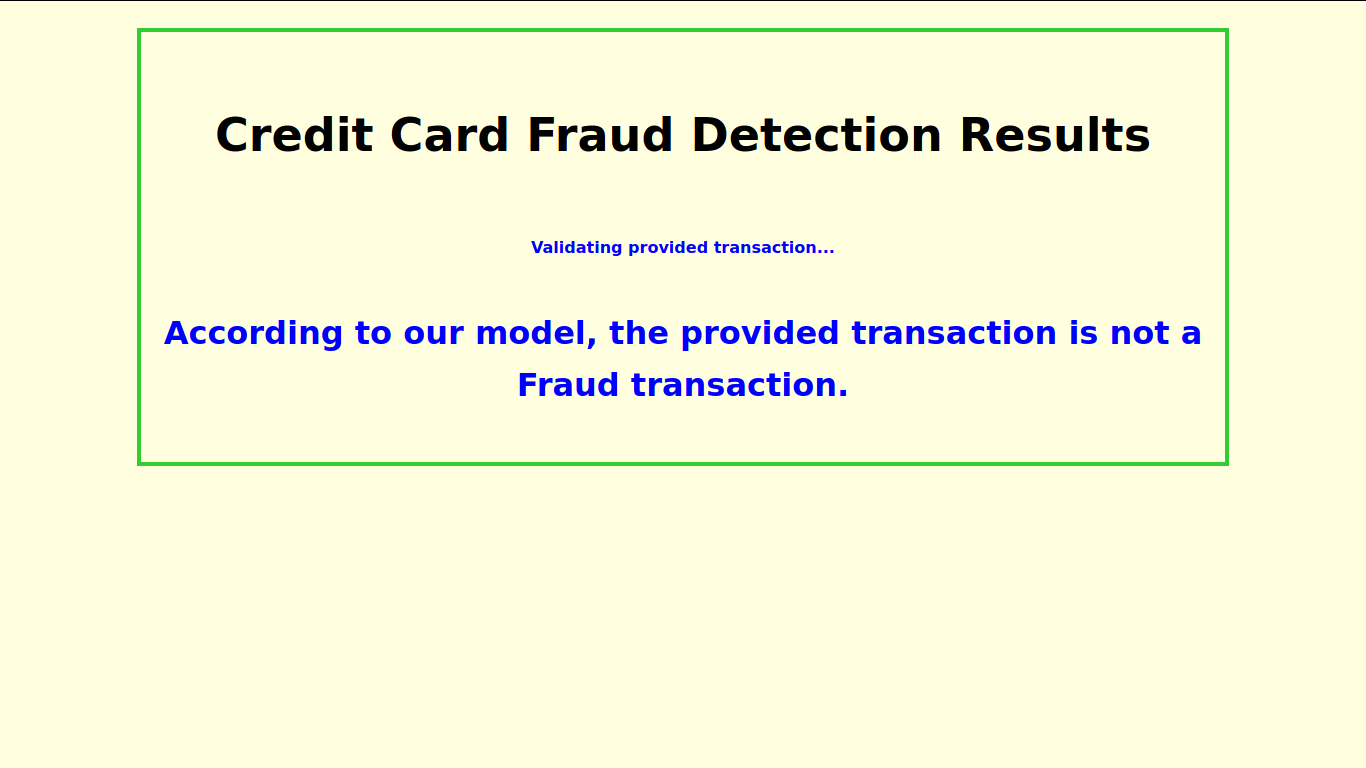 Credit Card Fraud Detection Results
Validating provided transaction...
According to our model, the provided transaction is not a
Fraud transaction.